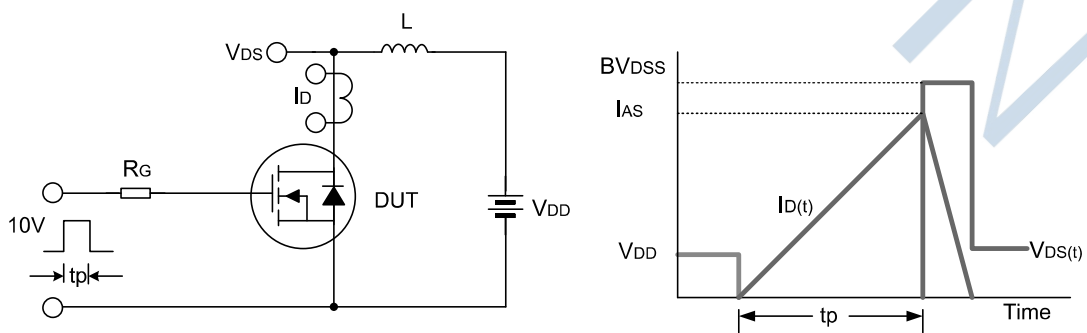 L
VDS
ID
RG
DUT
10V
VDD
tp
BVDSS
IAS
ID(t)
VDD
VDS(t)
tp
Time